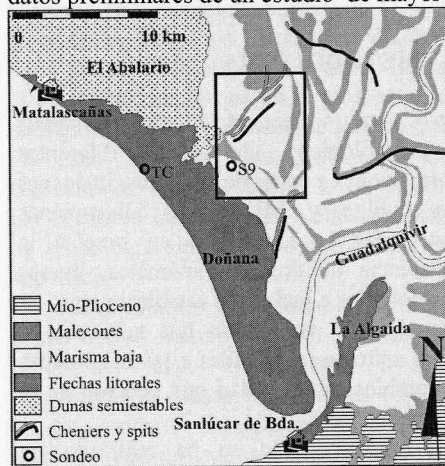 datos preliminares de un estudio de mayor
0 10 km
El Abalario
Matalascañas
TC
S9
Doñana
Guadalquivir
La Algaida
N
Sanlúcar de Bda.
Mio-Plioceno
Malecones
Marisma baja
Flechas litorales
Dunas semiestables
Cheniers y spits
Sondeo